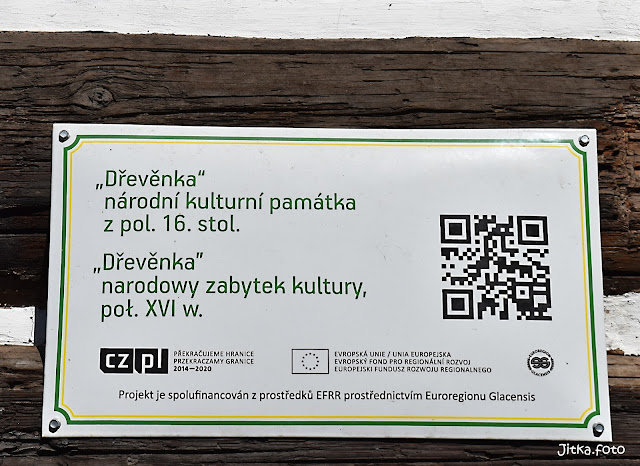 „Dřevěnka“
národní kulturní památka
z pol. 16. stol.
„Dřevěnka”
narodowy zabytek kultury,
poł. XVI w.
cz pl
PŘEKRAČUJEME HRANICE
PRZEKRACZAMY GRANICE
2014—2020
EVROPSKÁ UNIE / UNIA EUROPEJSKA
EVROPSKÝ FOND PRO REGIONÁLNÍ ROZVOJ
EUROPEJSKI FUNDUSZ ROZWOJU REGIONALNEGO
EUROREGION
GLACENSIS
Projekt je spolufinancován z prostředků EFRR prostřednictvím Euroregionu Glacensis
Jitka.foto